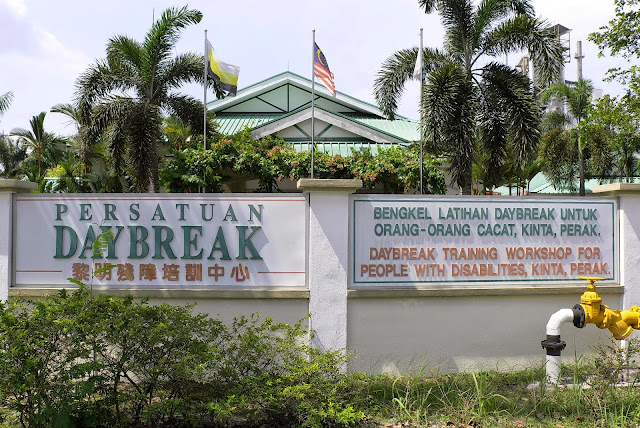 PERSATUAN
DAYBREAK
黎明残障培训中心
BENGKEL LATIHAN DAYBREAK UNTUK
ORANG-ORANG CACAT, KINTA, PERAK.
DAYBREAK TRAINING WORKSHOP FOR
PEOPLE WITH DISABILITIES, KINTA, PERAK.